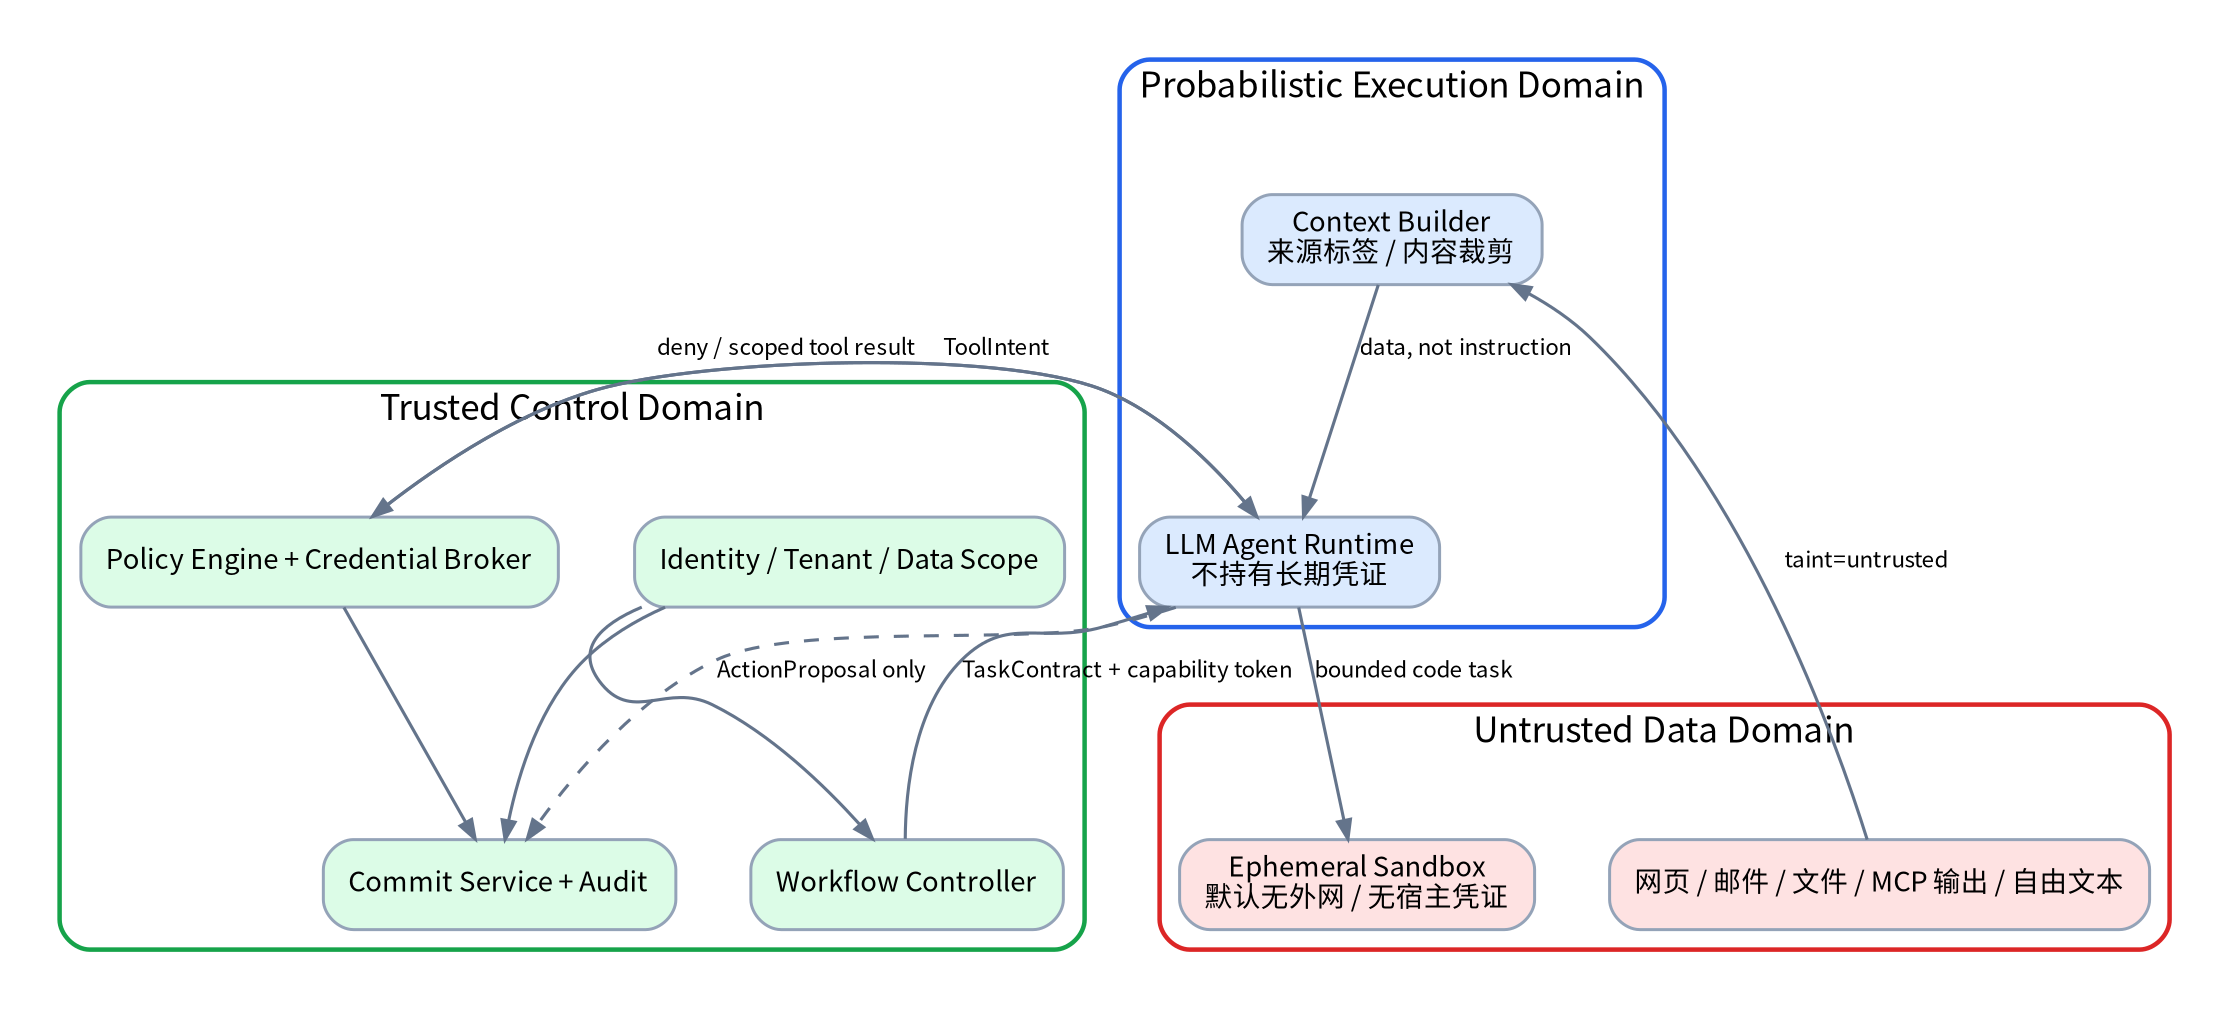 Probabilistic Execution Domain
Context Builder
来源标签 / 内容裁剪
deny / scoped tool result
ToolIntent
data, not instruction
Trusted Control Domain
Policy Engine + Credential Broker
Identity / Tenant / Data Scope
LLM Agent Runtime
不持有长期凭证
taint=untrusted
ActionProposal only
TaskContract + capability token
bounded code task
Untrusted Data Domain
Commit Service + Audit
Workflow Controller
Ephemeral Sandbox
默认无外网 / 无宿主凭证
网页 / 邮件 / 文件 / MCP 输出 / 自由文本